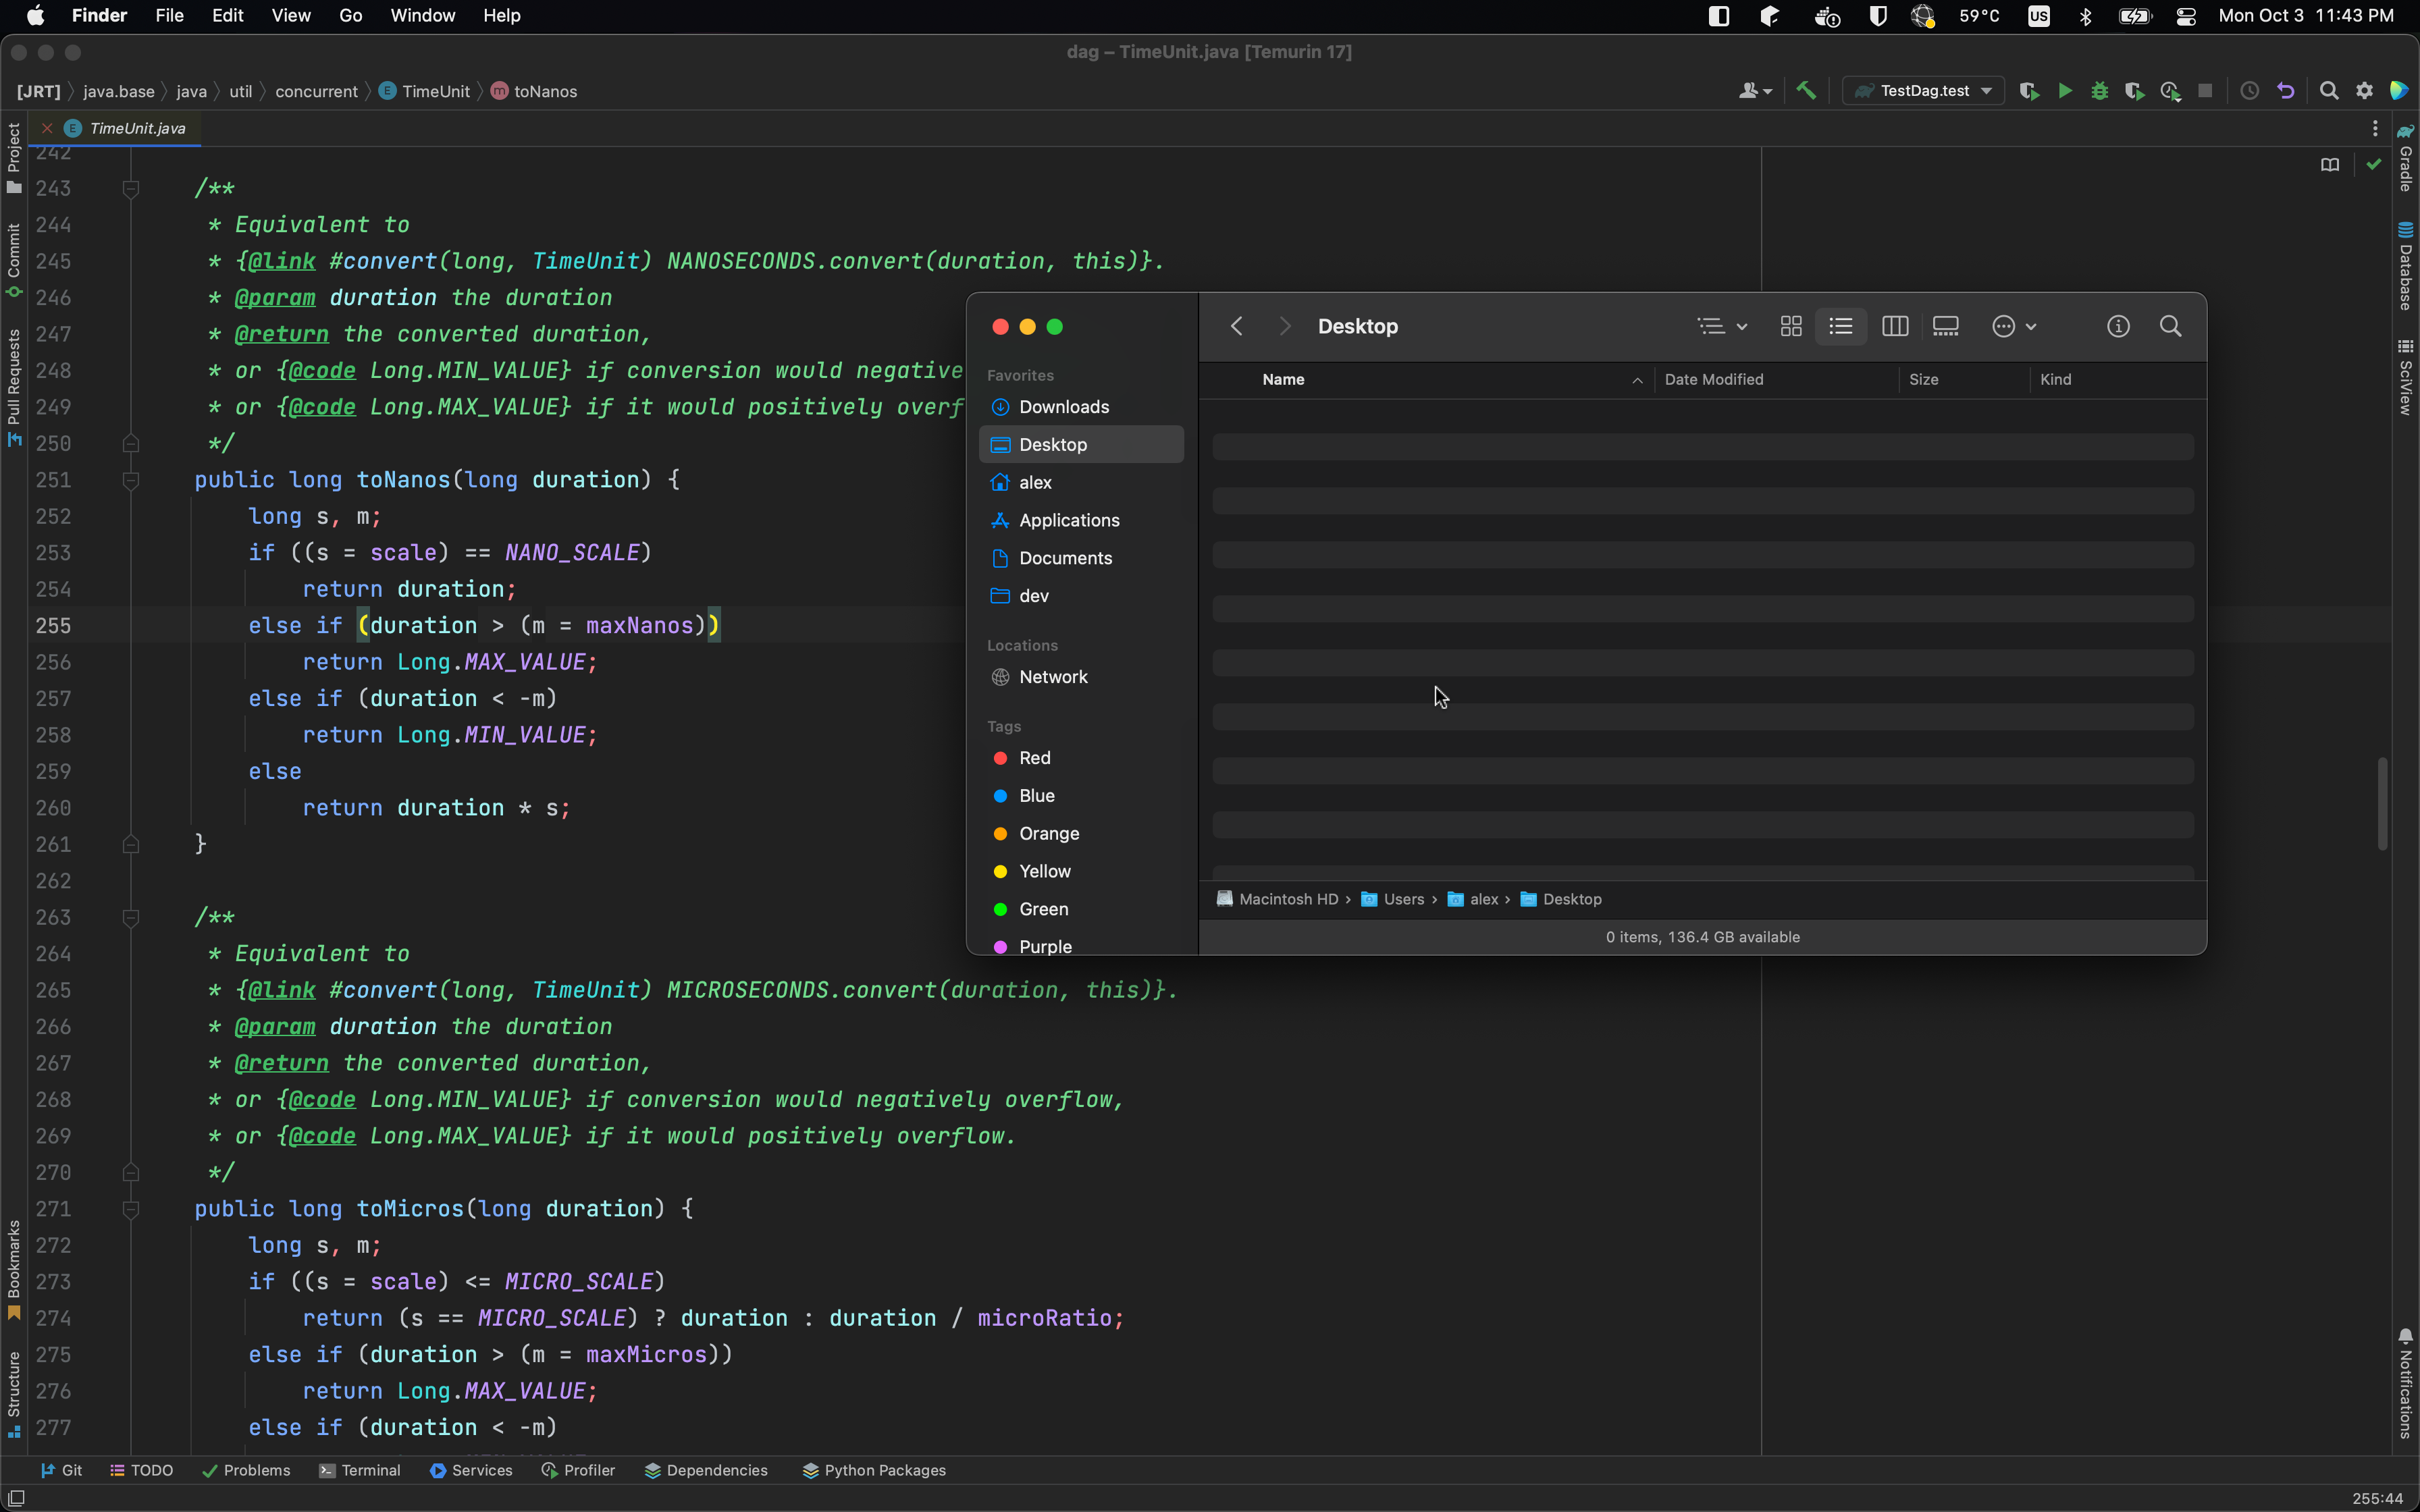 Finder File Edit View Go Window Help 59°C US Mon Oct 3 11:43 PM
dag – TimeUnit.java [Temurin 17]
[JRT] java.base java util concurrent E TimeUnit m toNanos TestDag.test
E TimeUnit.java
Project
Commit
Pull Requests
Bookmarks
Structure
242
243 /**
244 * Equivalent to
245 * {@link #convert(long, TimeUnit) NANOSECONDS.convert(duration, this)}.
246 * @param duration the duration
247 * @return the converted duration,
248 * or {@code Long.MIN_VALUE} if conversion would negative
249 * or {@code Long.MAX_VALUE} if it would positively overf
250 */
251 public long toNanos(long duration) {
252 long s, m;
253 if ((s = scale) == NANO_SCALE)
254 return duration;
255 else if (duration > (m = maxNanos))
256 return Long.MAX_VALUE;
257 else if (duration < -m)
258 return Long.MIN_VALUE;
259 else
260 return duration * s;
261 }
262
263 /**
264 * Equivalent to
265 * {@link #convert(long, TimeUnit) MICROSECONDS.convert(duration, this)}.
266 * @param duration the duration
267 * @return the converted duration,
268 * or {@code Long.MIN_VALUE} if conversion would negatively overflow,
269 * or {@code Long.MAX_VALUE} if it would positively overflow.
270 */
271 public long toMicros(long duration) {
272 long s, m;
273 if ((s = scale) <= MICRO_SCALE)
274 return (s == MICRO_SCALE) ? duration : duration / microRatio;
275 else if (duration > (m = maxMicros))
276 return Long.MAX_VALUE;
277 else if (duration < -m)
Desktop
Favorites
Downloads
Desktop
alex
Applications
Documents
dev
Locations
Network
Tags
Red
Blue
Orange
Yellow
Green
Purple
Name Date Modified Size Kind
Macintosh HD › Users › alex › Desktop
0 items, 136.4 GB available
Gradle
Database
SciView
Notifications
Git TODO Problems Terminal Services Profiler Dependencies Python Packages
255:44